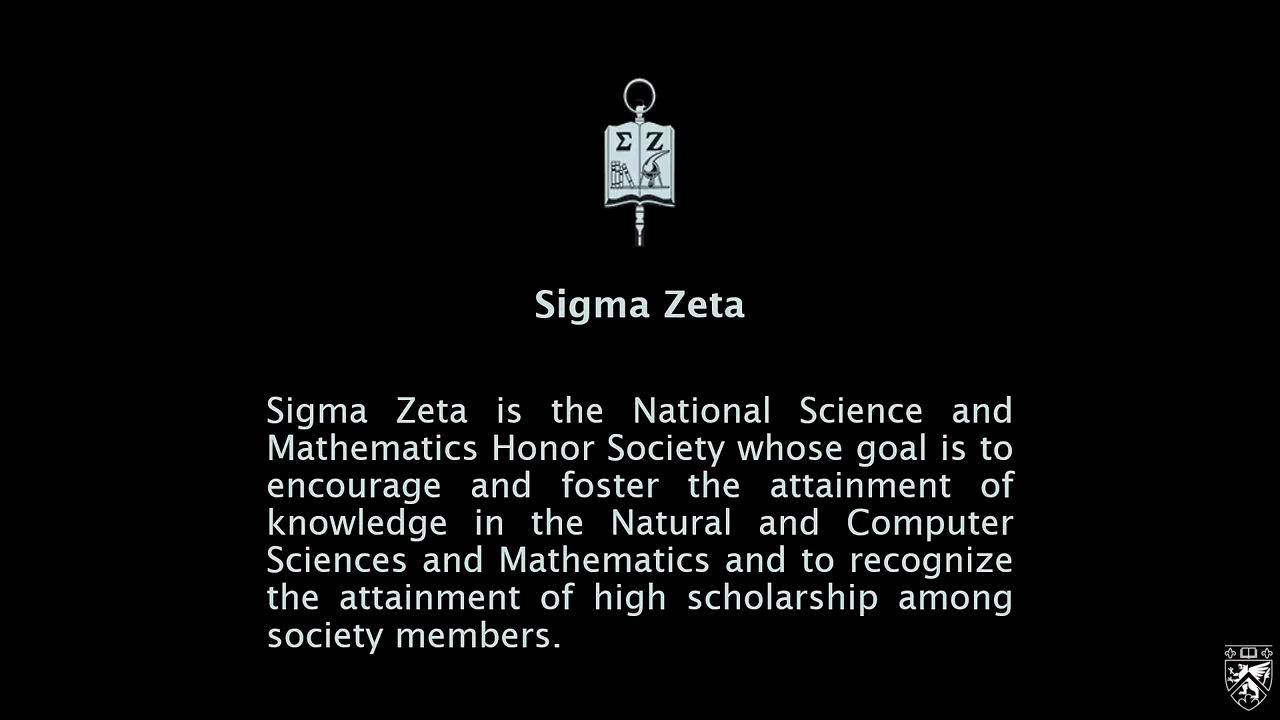 Σ Z
Sigma Zeta
Sigma Zeta is the National Science and
Mathematics Honor Society whose goal is to
encourage and foster the attainment of
knowledge in the Natural and Computer
Sciences and Mathematics and to recognize
the attainment of high scholarship among
society members.